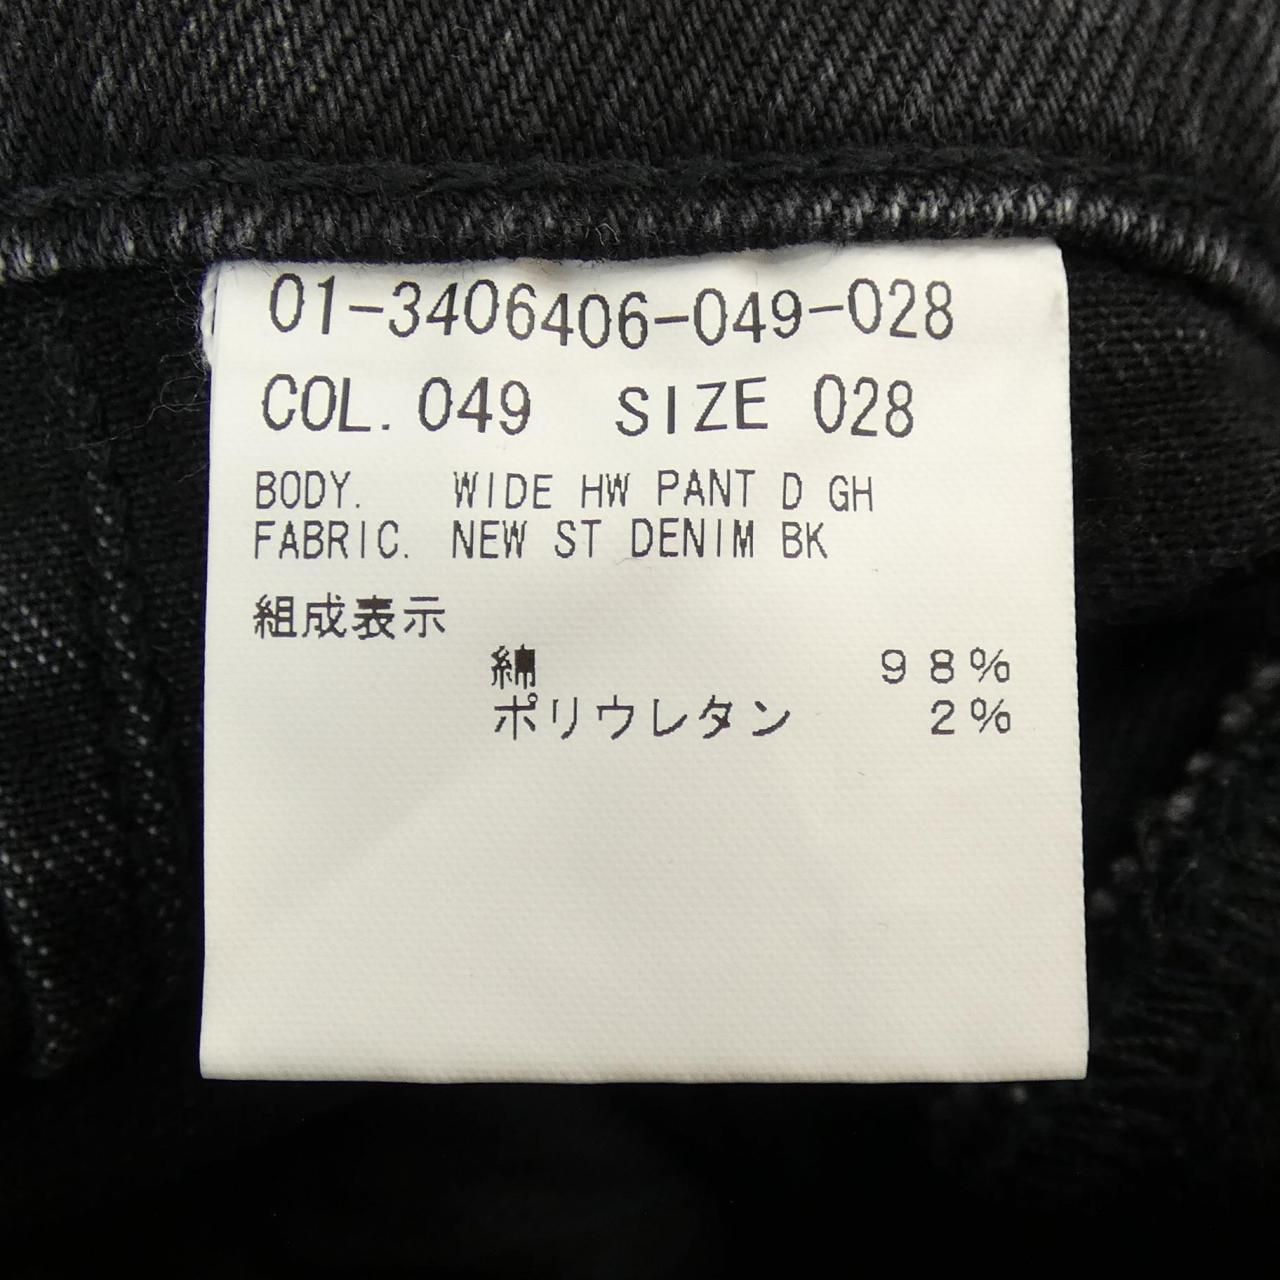 01-3406406-049-028
COL. 049 SIZE 028
BODY. WIDE HW PANT D GH
FABRIC. NEW ST DENIM BK
組成表示
綿 98%
ポリウレタン 2%